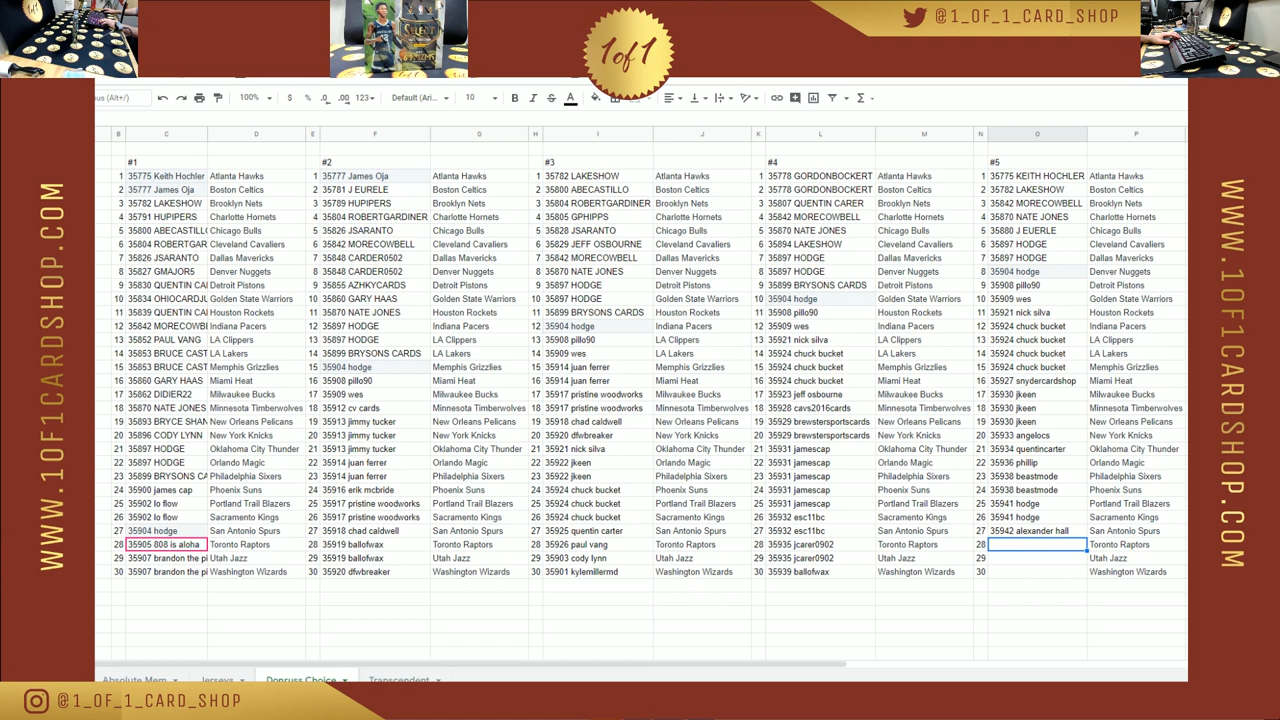 @1_OF_1_CARD_SHOP
1of1
SELECT
WWW.1OF1CARDSHOP.COM
WWW.1OF1CARDSHOP.COM
us (Alt+/) 100% $ % .0 .00 123 Default (Ari... 10 B I S A
B C D E F G H I J K L M N O P
#1 #2 #3 #4 #5
1 35775 Keith Hochler Atlanta Hawks 1 35777 James Oja Atlanta Hawks 1 35782 LAKESHOW Atlanta Hawks 1 35778 GORDONBOCKERT Atlanta Hawks 1 35775 KEITH HOCHLER Atlanta Hawks
2 35777 James Oja Boston Celtics 2 35781 J EURELE Boston Celtics 2 35800 ABECASTILLO Boston Celtics 2 35778 GORDONBOCKERT Boston Celtics 2 35782 LAKESHOW Boston Celtics
3 35782 LAKESHOW Brooklyn Nets 3 35789 HUPIPERS Brooklyn Nets 3 35804 ROBERTGARDINER Brooklyn Nets 3 35807 QUENTIN CARER Brooklyn Nets 3 35842 MORECOWBELL Brooklyn Nets
4 35791 HUPIPERS Charlotte Hornets 4 35804 ROBERTGARDINER Charlotte Hornets 4 35805 GPHIPPS Charlotte Hornets 4 35842 MORECOWBELL Charlotte Hornets 4 35870 NATE JONES Charlotte Hornets
5 35800 ABECASTILL Chicago Bulls 5 35826 JSARANTO Chicago Bulls 5 35828 JSARANTO Chicago Bulls 5 35870 NATE JONES Chicago Bulls 5 35880 J EUERLE Chicago Bulls
6 35804 ROBERTGAR Cleveland Cavaliers 6 35842 MORECOWBELL Cleveland Cavaliers 6 35829 JEFF OSBOURNE Cleveland Cavaliers 6 35894 LAKESHOW Cleveland Cavaliers 6 35897 HODGE Cleveland Cavaliers
7 35826 JSARANTO Dallas Mavericks 7 35848 CARDER0502 Dallas Mavericks 7 35842 MORECOWBELL Dallas Mavericks 7 35897 HODGE Dallas Mavericks 7 35897 HODGE Dallas Mavericks
8 35827 GMAJOR5 Denver Nuggets 8 35848 CARDER0502 Denver Nuggets 8 35870 NATE JONES Denver Nuggets 8 35897 HODGE Denver Nuggets 8 35904 hodge Denver Nuggets
9 35830 QUENTIN CA Detroit Pistons 9 35855 AZHKYCARDS Detroit Pistons 9 35897 HODGE Detroit Pistons 9 35899 BRYSONS CARDS Detroit Pistons 9 35908 pillo90 Detroit Pistons
10 35834 OHIOCARDJU Golden State Warriors 10 35860 GARY HAAS Golden State Warriors 10 35897 HODGE Golden State Warriors 10 35904 hodge Golden State Warriors 10 35909 wes Golden State Warriors
11 35839 QUENTIN CA Houston Rockets 11 35870 NATE JONES Houston Rockets 11 35899 BRYSONS CARDS Houston Rockets 11 35908 pillo90 Houston Rockets 11 35921 nick silva Houston Rockets
12 35842 MORECOWB Indiana Pacers 12 35897 HODGE Indiana Pacers 12 35904 hodge Indiana Pacers 12 35909 wes Indiana Pacers 12 35924 chuck bucket Indiana Pacers
13 35852 PAUL VANG LA Clippers 13 35897 HODGE LA Clippers 13 35908 pillo90 LA Clippers 13 35921 nick silva LA Clippers 13 35924 chuck bucket LA Clippers
14 35853 BRUCE CAST LA Lakers 14 35899 BRYSONS CARDS LA Lakers 14 35909 wes LA Lakers 14 35924 chuck bucket LA Lakers 14 35924 chuck bucket LA Lakers
15 35853 BRUCE CAST Memphis Grizzlies 15 35904 hodge Memphis Grizzlies 15 35914 juan ferrer Memphis Grizzlies 15 35924 chuck bucket Memphis Grizzlies 15 35924 chuck bucket Memphis Grizzlies
16 35860 GARY HAAS Miami Heat 16 35908 pillo90 Miami Heat 16 35914 juan ferrer Miami Heat 16 35924 chuck bucket Miami Heat 16 35927 snydercardshop Miami Heat
17 35862 DIDIER22 Milwaukee Bucks 17 35909 wes Milwaukee Bucks 17 35917 pristine woodworks Milwaukee Bucks 17 35923 jeff osbourne Milwaukee Bucks 17 35930 jkeen Milwaukee Bucks
18 35870 NATE JONES Minnesota Timberwolves 18 35912 cv cards Minnesota Timberwolves 18 35917 pristine woodworks Minnesota Timberwolves 18 35928 cavs2016cards Minnesota Timberwolves 18 35930 jkeen Minnesota Timberwolves
19 35893 BRYCE SHAN New Orleans Pelicans 19 35913 jimmy tucker New Orleans Pelicans 19 35918 chad caldwell New Orleans Pelicans 19 35929 brewstersportscards New Orleans Pelicans 19 35930 jkeen New Orleans Pelicans
20 35896 CODY LYNN New York Knicks 20 35913 jimmy tucker New York Knicks 20 35920 dfwbreaker New York Knicks 20 35929 brewstersportscards New York Knicks 20 35933 angelocs New York Knicks
21 35897 HODGE Oklahoma City Thunder 21 35913 jimmy tucker Oklahoma City Thunder 21 35921 nick silva Oklahoma City Thunder 21 35931 jamescap Oklahoma City Thunder 21 35934 quentincarter Oklahoma City Thunder
22 35897 HODGE Orlando Magic 22 35914 juan ferrer Orlando Magic 22 35922 jkeen Orlando Magic 22 35931 jamescap Orlando Magic 22 35936 phillip Orlando Magic
23 35899 BRYSONS CA Philadelphia Sixers 23 35914 juan ferrer Philadelphia Sixers 23 35922 jkeen Philadelphia Sixers 23 35931 jamescap Philadelphia Sixers 23 35938 beastmode Philadelphia Sixers
24 35900 james cap Phoenix Suns 24 35916 erik mcbride Phoenix Suns 24 35924 chuck bucket Phoenix Suns 24 35931 jamescap Phoenix Suns 24 35938 beastmode Phoenix Suns
25 35902 lo flow Portland Trail Blazers 25 35917 pristine woodworks Portland Trail Blazers 25 35924 chuck bucket Portland Trail Blazers 25 35931 jamescap Portland Trail Blazers 25 35941 hodge Portland Trail Blazers
26 35902 lo flow Sacramento Kings 26 35917 pristine woodworks Sacramento Kings 26 35924 chuck bucket Sacramento Kings 26 35932 esc11bc Sacramento Kings 26 35941 hodge Sacramento Kings
27 35904 hodge San Antonio Spurs 27 35918 chad caldwell San Antonio Spurs 27 35925 quentin carter San Antonio Spurs 27 35932 esc11bc San Antonio Spurs 27 35942 alexander hall San Antonio Spurs
28 35905 808 is aloha Toronto Raptors 28 35919 ballofwax Toronto Raptors 28 35926 paul vang Toronto Raptors 28 35935 jcarer0902 Toronto Raptors 28 Toronto Raptors
29 35907 brandon the pi Utah Jazz 29 35919 ballofwax Utah Jazz 29 35903 cody lynn Utah Jazz 29 35935 jcarer0902 Utah Jazz 29 Utah Jazz
30 35907 brandon the pi Washington Wizards 30 35920 dfwbreaker Washington Wizards 30 35901 kylemillermd Washington Wizards 30 35939 ballofwax Washington Wizards 30 Washington Wizards
Absolute Mem Jerseys Donruss Choice Transcendent
@1_OF_1_CARD_SHOP